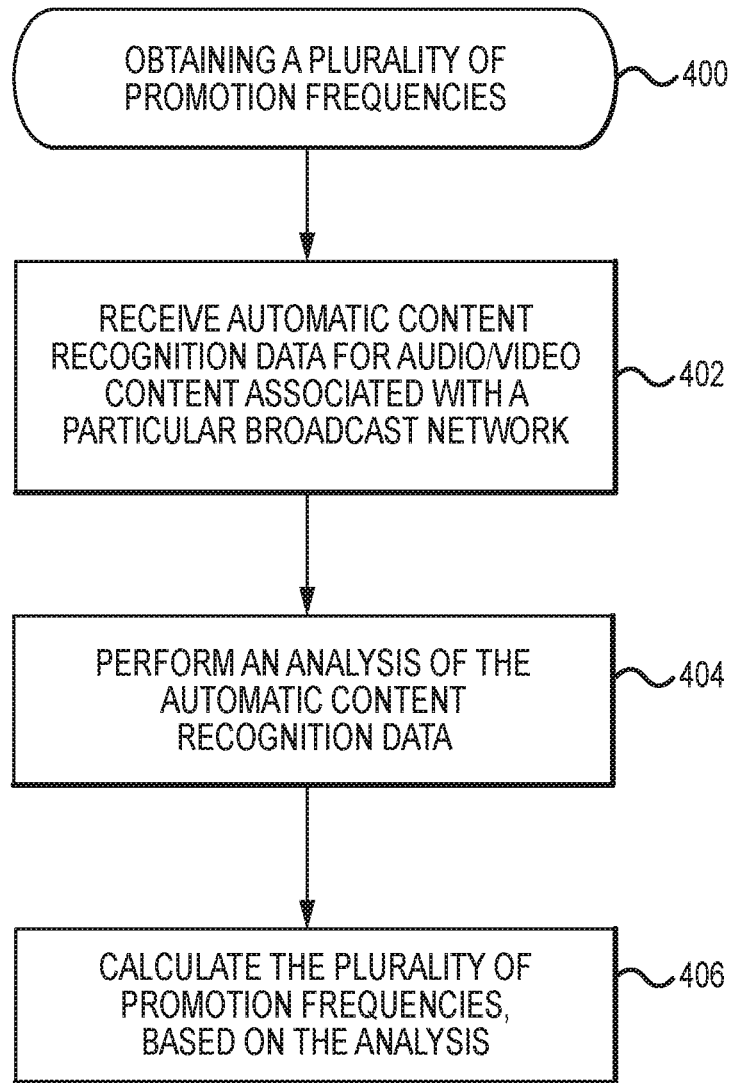 OBTAINING A PLURALITY OF
PROMOTION FREQUENCIES
400
RECEIVE AUTOMATIC CONTENT
RECOGNITION DATA FOR AUDIO/VIDEO
CONTENT ASSOCIATED WITH A
PARTICULAR BROADCAST NETWORK
402
PERFORM AN ANALYSIS OF THE
AUTOMATIC CONTENT
RECOGNITION DATA
404
CALCULATE THE PLURALITY OF
PROMOTION FREQUENCIES,
BASED ON THE ANALYSIS
406